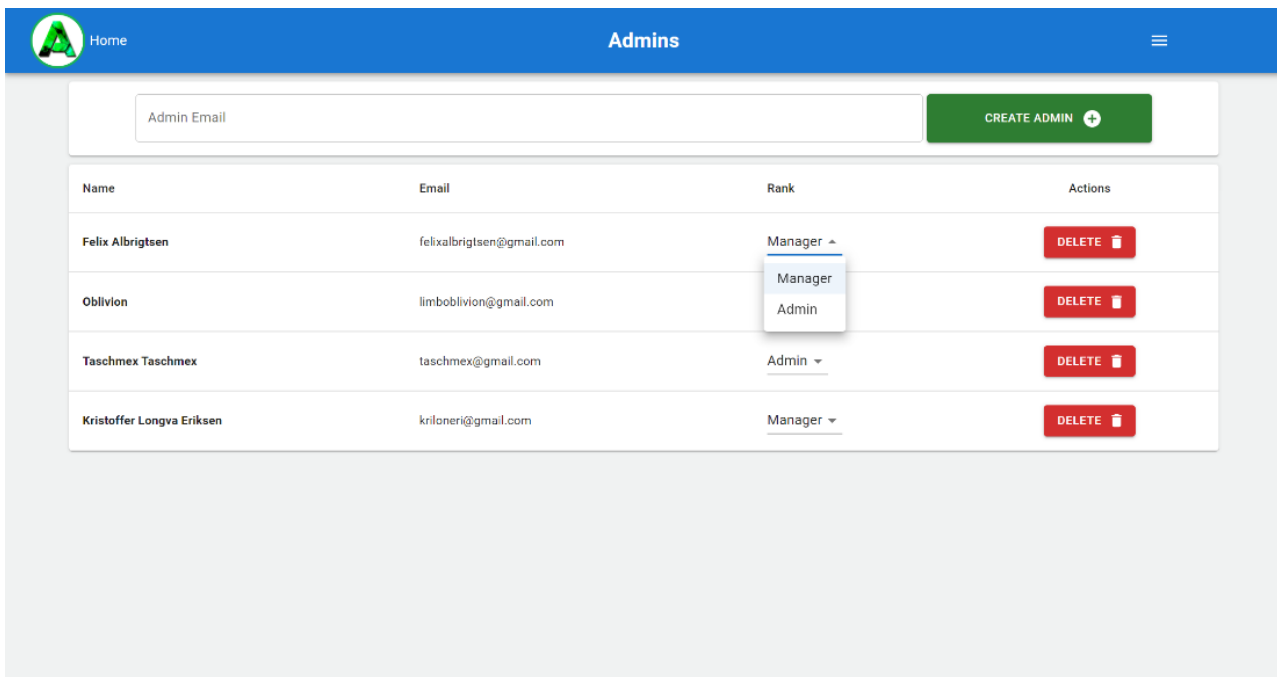 Home Admins
Admin Email CREATE ADMIN
Name Email Rank Actions
Felix Albrigtsen felixalbrigtsen@gmail.com Manager DELETE
Manager
Oblivion limboblivion@gmail.com DELETE
Admin
Taschmex Taschmex taschmex@gmail.com Admin DELETE
Kristoffer Longva Eriksen kriloneri@gmail.com Manager DELETE